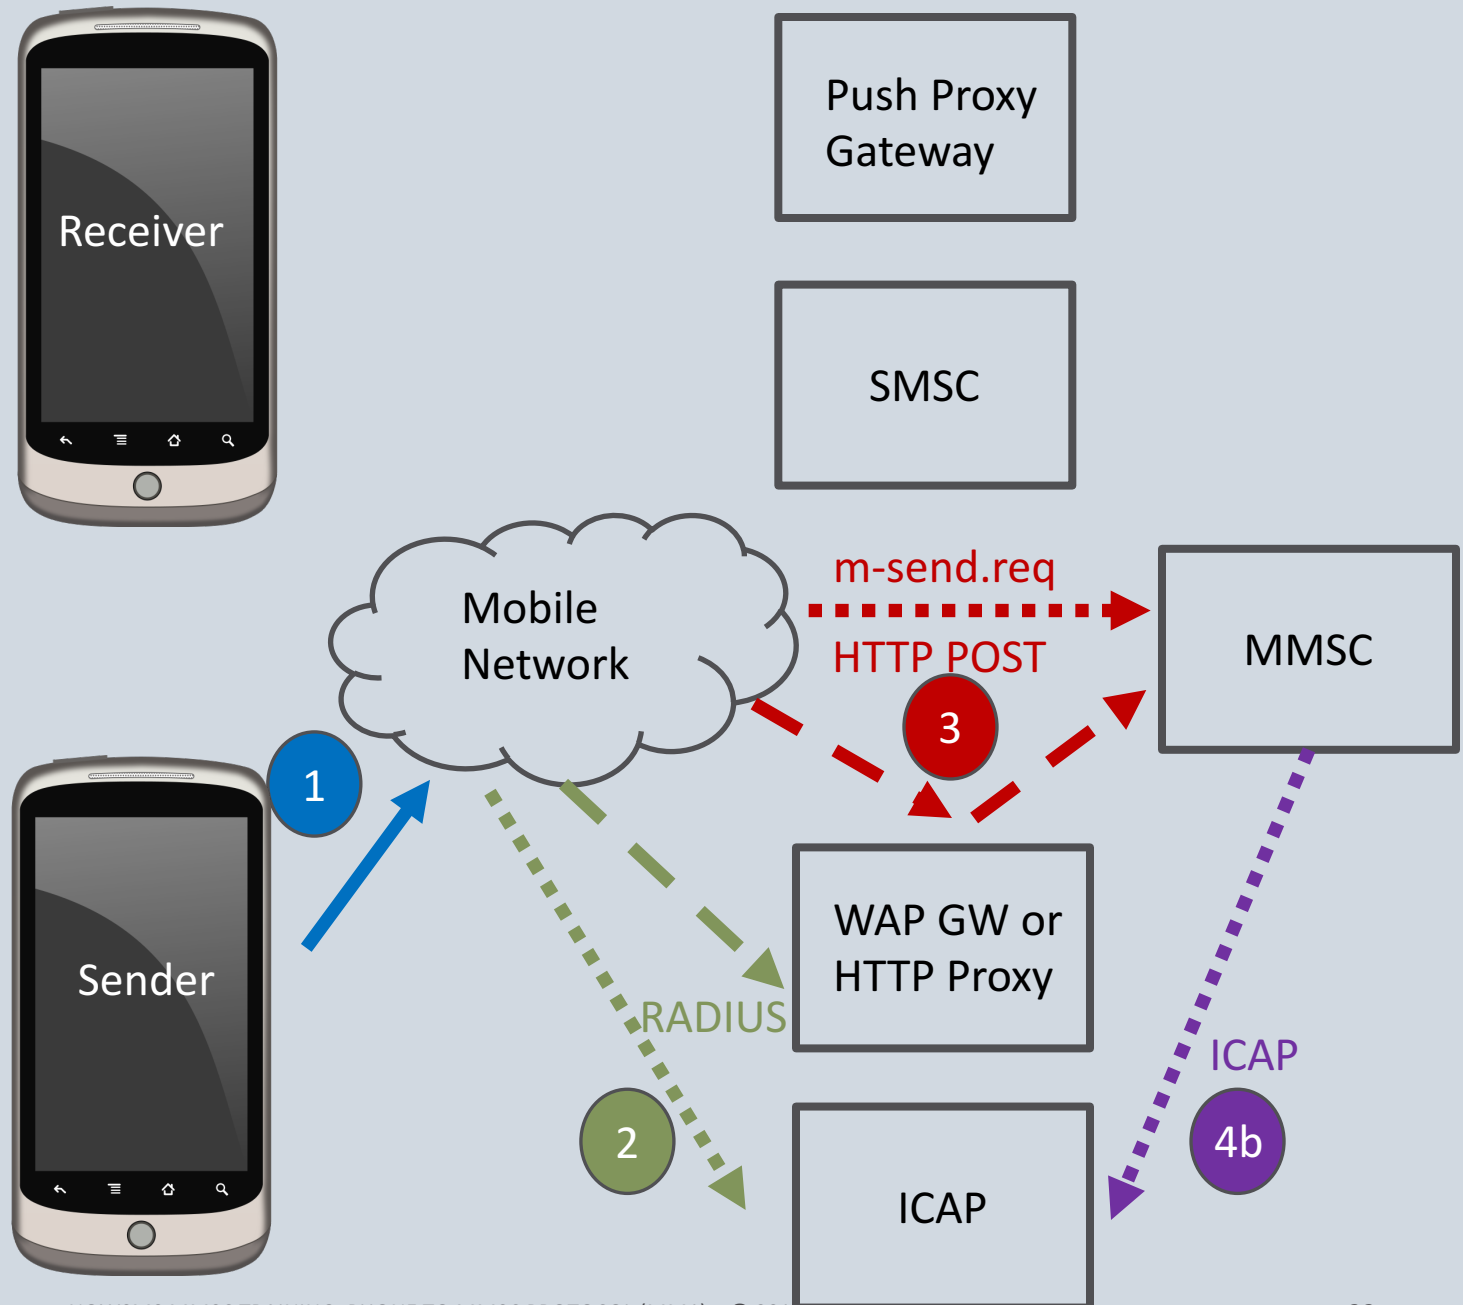 Receiver
Push Proxy
Gateway
SMSC
Mobile
Network
m-send.req
HTTP POST
3
MMSC
1
Sender
WAP GW or
HTTP Proxy
RADIUS
2
ICAP
4b
ICAP